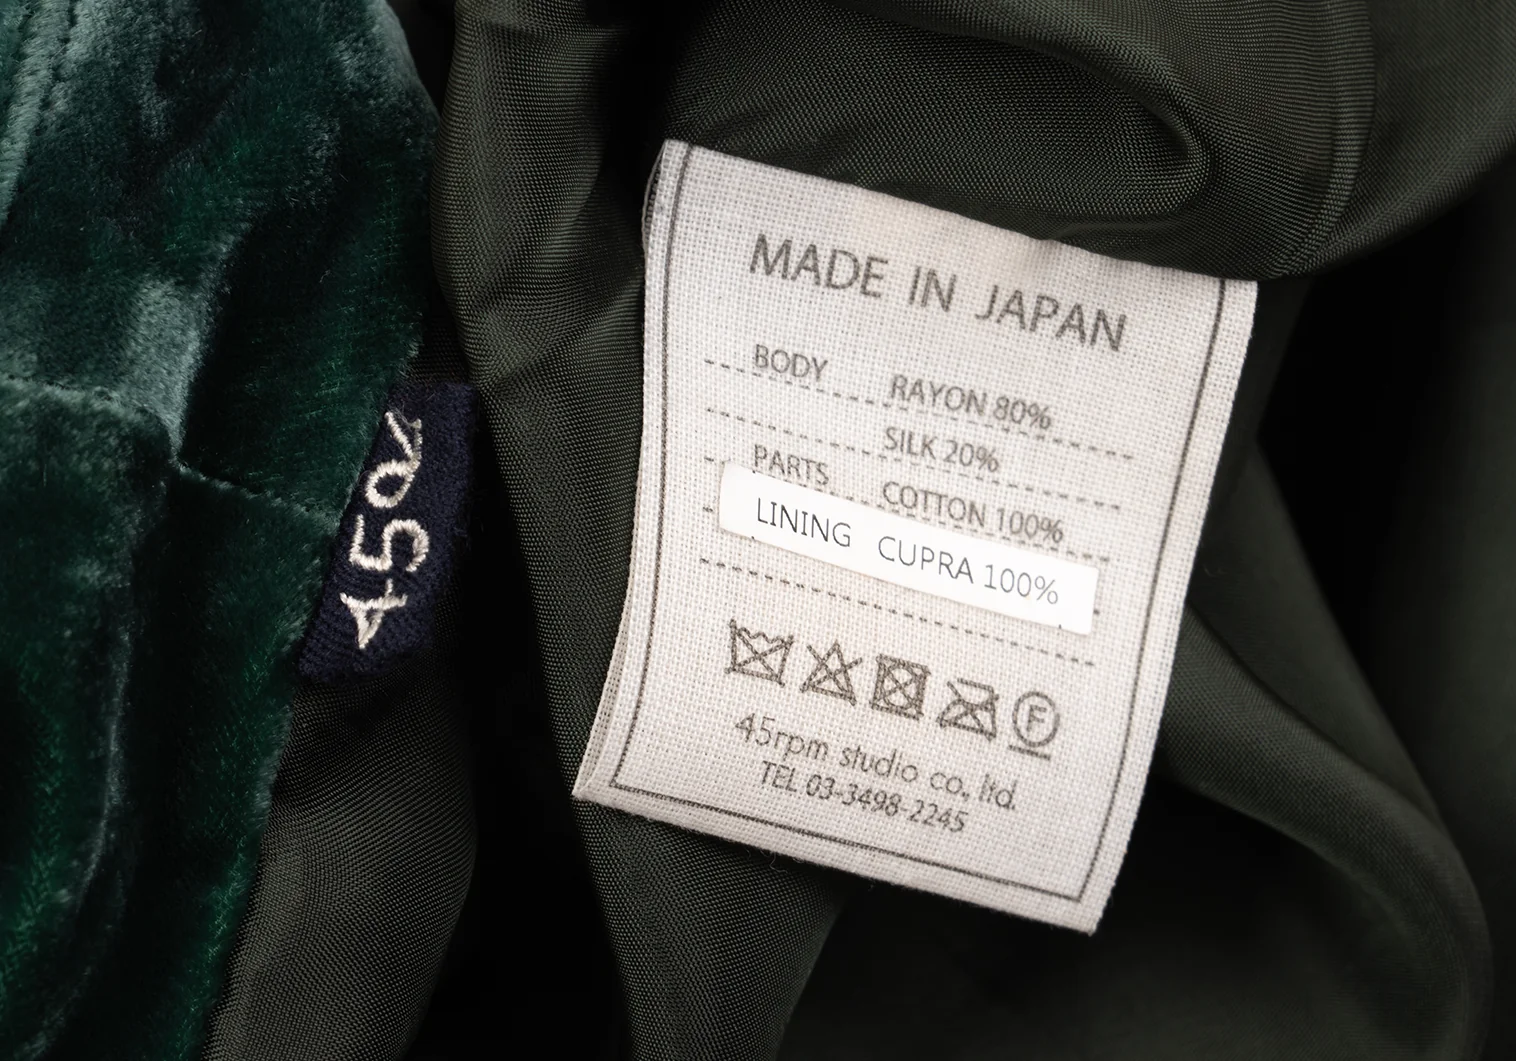 MADE IN JAPAN
BODY RAYON 80%
SILK 20%
PARTS COTTON 100%
LINING CUPRA 100%
F
45rpm studio co., ltd.
TEL 03-3498-2245
45R